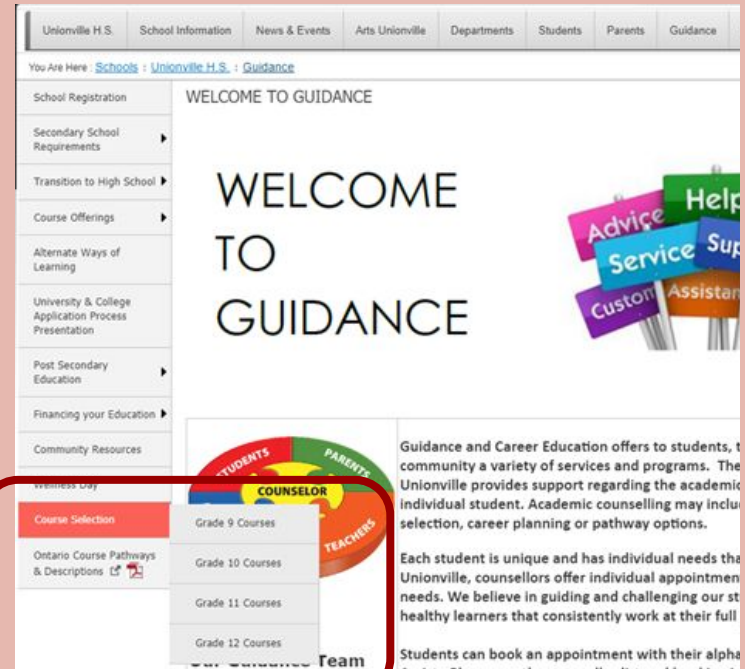 Unionville H.S. School Information News & Events Arts Unionville Departments Students Parents Guidance
You Are Here : Schools : Unionville H.S. : Guidance
School Registration
Secondary School
Requirements
Transition to High School
Course Offerings
Alternate Ways of
Learning
University & College
Application Process
Presentation
Post Secondary
Education
Financing your Education
Community Resources
Wellness Day
Course Selection
Ontario Course Pathways
& Descriptions
Grade 9 Courses
Grade 10 Courses
Grade 11 Courses
Grade 12 Courses
WELCOME TO GUIDANCE
WELCOME
TO
GUIDANCE
Advice
Help
Service
Sup
Custom
Assistan
STUDENTS
PARENTS
COUNSELOR
TEACHERS
Our Guidance Team
Guidance and Career Education offers to students, t
community a variety of services and programs. The
Unionville provides support regarding the academic
individual student. Academic counselling may inclu
selection, career planning or pathway options.
Each student is unique and has individual needs tha
Unionville, counsellors offer individual appointmen
needs. We believe in guiding and challenging our st
healthy learners that consistently work at their full
Students can book an appointment with their alpha